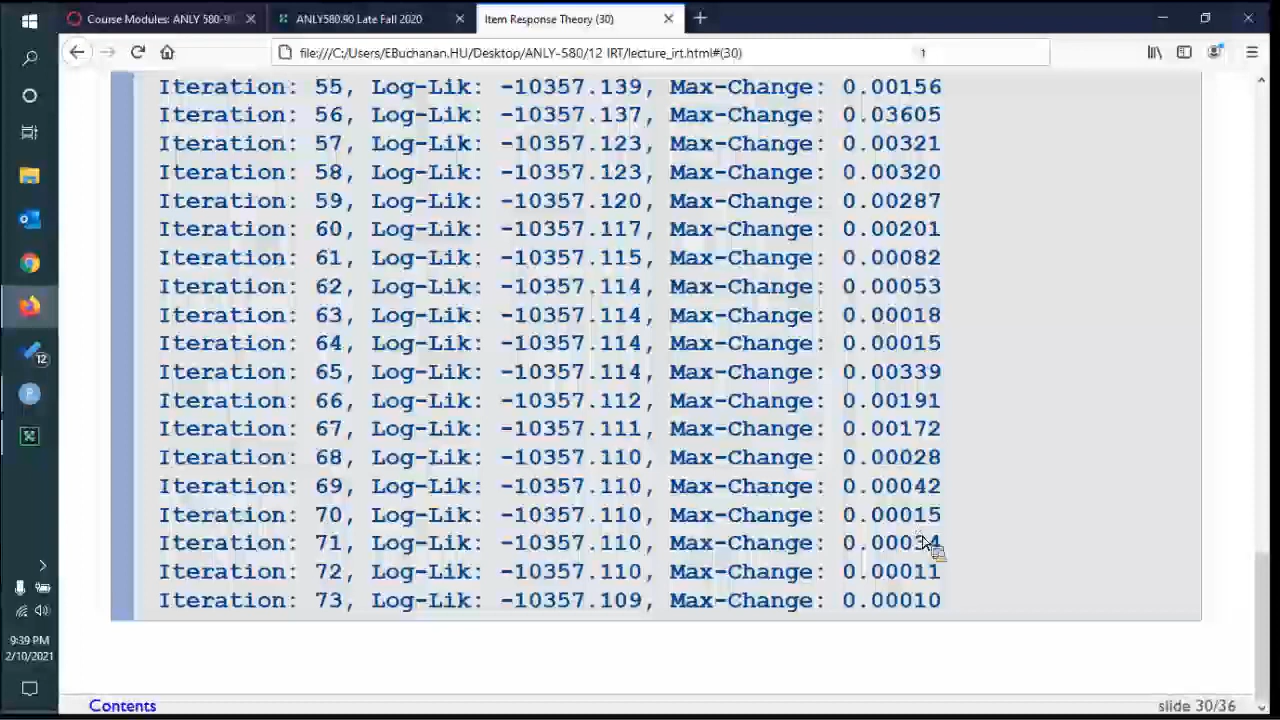 Course Modules: ANLY 580-90
ANLY580.90 Late Fall 2020
Item Response Theory (30)
file:///C:/Users/EBuchanan.HU/Desktop/ANLY-580/12 IRT/lecture_irt.html#(30)
Iteration: 55, Log-Lik: -10357.139, Max-Change: 0.00156
Iteration: 56, Log-Lik: -10357.137, Max-Change: 0.03605
Iteration: 57, Log-Lik: -10357.123, Max-Change: 0.00321
Iteration: 58, Log-Lik: -10357.123, Max-Change: 0.00320
Iteration: 59, Log-Lik: -10357.120, Max-Change: 0.00287
Iteration: 60, Log-Lik: -10357.117, Max-Change: 0.00201
Iteration: 61, Log-Lik: -10357.115, Max-Change: 0.00082
Iteration: 62, Log-Lik: -10357.114, Max-Change: 0.00053
Iteration: 63, Log-Lik: -10357.114, Max-Change: 0.00018
Iteration: 64, Log-Lik: -10357.114, Max-Change: 0.00015
Iteration: 65, Log-Lik: -10357.114, Max-Change: 0.00339
Iteration: 66, Log-Lik: -10357.112, Max-Change: 0.00191
Iteration: 67, Log-Lik: -10357.111, Max-Change: 0.00172
Iteration: 68, Log-Lik: -10357.110, Max-Change: 0.00028
Iteration: 69, Log-Lik: -10357.110, Max-Change: 0.00042
Iteration: 70, Log-Lik: -10357.110, Max-Change: 0.00015
Iteration: 71, Log-Lik: -10357.110, Max-Change: 0.00034
Iteration: 72, Log-Lik: -10357.110, Max-Change: 0.00011
Iteration: 73, Log-Lik: -10357.109, Max-Change: 0.00010
12
9:39 PM
2/10/2021
Contents
slide 30/36